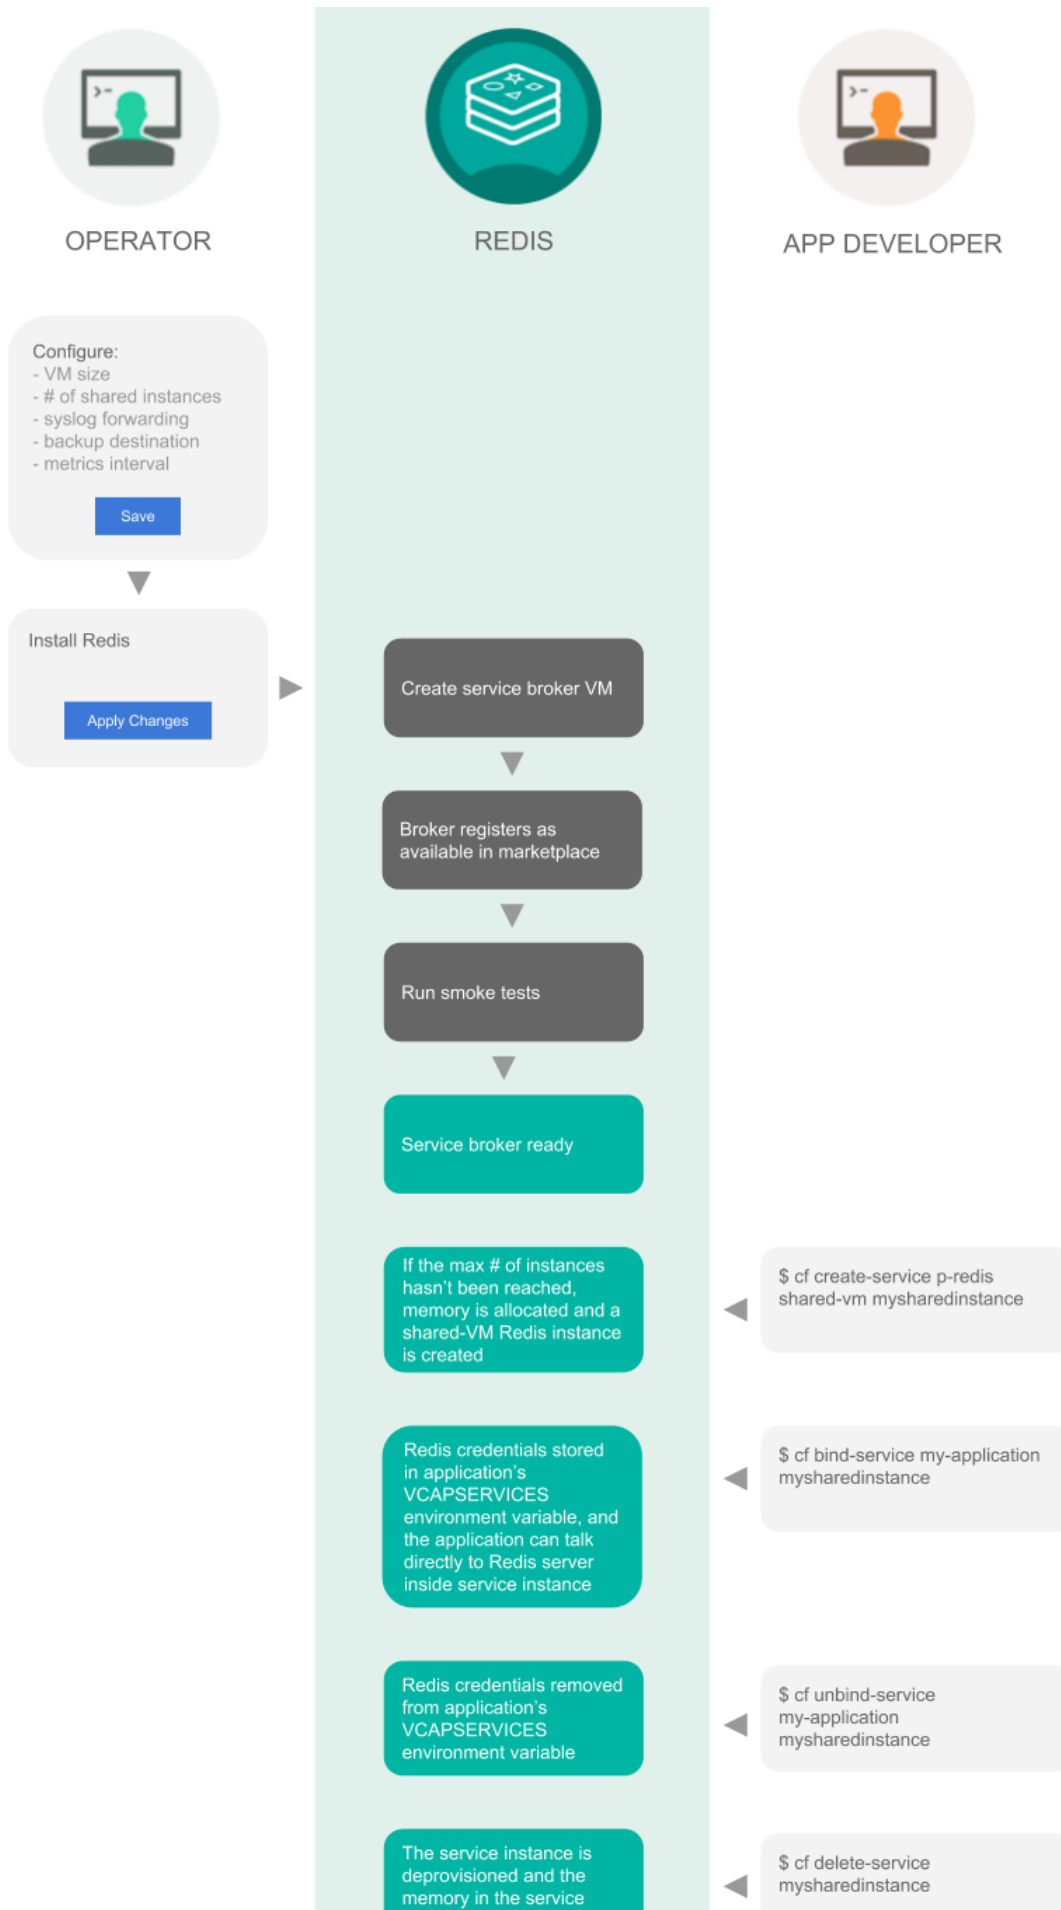 >-
>-
OPERATOR
REDIS
APP DEVELOPER
Configure:
- VM size
- # of shared instances
- syslog forwarding
- backup destination
- metrics interval
Save
Install Redis
Apply Changes
Create service broker VM
Broker registers as
available in marketplace
Run smoke tests
Service broker ready
If the max # of instances
hasn't been reached,
memory is allocated and a
shared-VM Redis instance
is created
$ cf create-service p-redis
shared-vm mysharedinstance
Redis credentials stored
in application's
VCAPSERVICES
environment variable, and
the application can talk
directly to Redis server
inside service instance
$ cf bind-service my-application
mysharedinstance
Redis credentials removed
from application's
VCAPSERVICES
environment variable
$ cf unbind-service
my-application
mysharedinstance
The service instance is
deprovisioned and the
memory in the service
$ cf delete-service
mysharedinstance